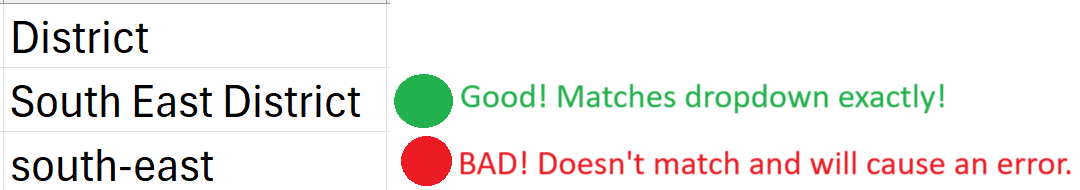 District
South East District
Good! Matches dropdown exactly!
south-east
BAD! Doesn't match and will cause an error.